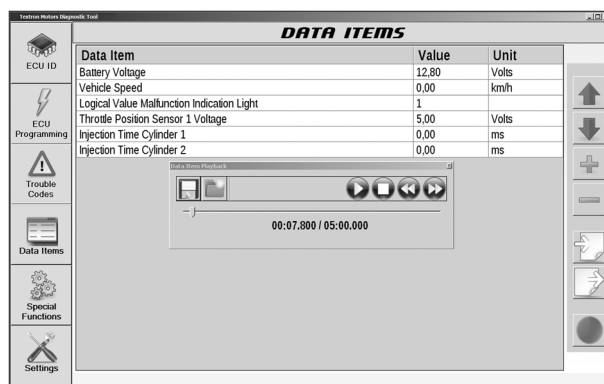 Textron Motors Diagnostic Tool
DATA ITEMS
ECU ID
ECU
Programming
Trouble
Codes
Data Items
Special
Functions
Settings
Data Item Value Unit
Battery Voltage 12,80 Volts
Vehicle Speed 0,00 km/h
Logical Value Malfunction Indication Light 1
Throttle Position Sensor 1 Voltage 5,00 Volts
Injection Time Cylinder 1 0,00 ms
Injection Time Cylinder 2 0,00 ms
Data Item Playback
00:07.800 / 05:00.000